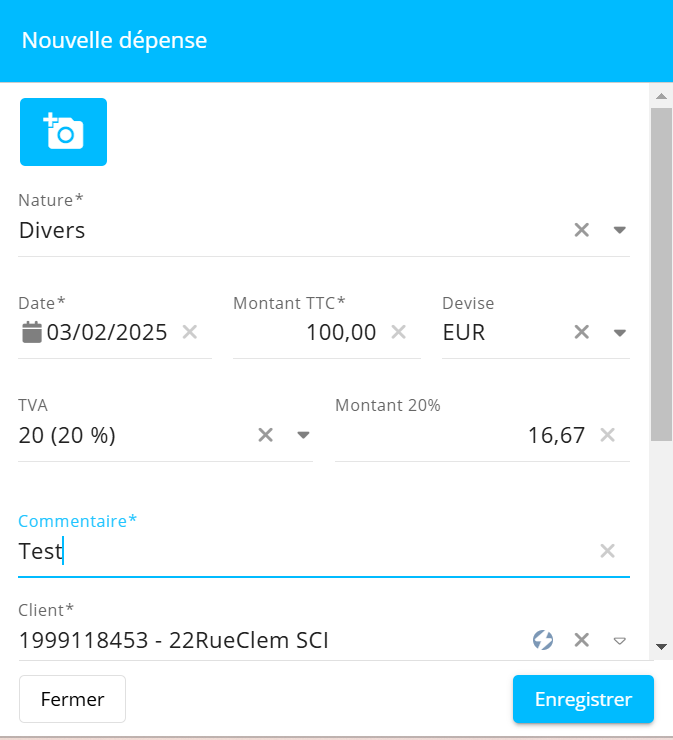 Nouvelle dépense
Nature*
Divers
Date* Montant TTC* Devise
03/02/2025 100,00 EUR
TVA Montant 20%
20 (20 %) 16,67
Commentaire*
Test
Client*
1999118453 - 22RueClem SCI
Fermer Enregistrer